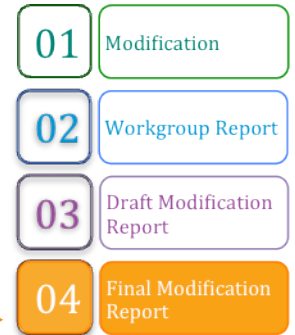 01 Modification
02 Workgroup Report
03 Draft Modification
Report
04 Final Modification
Report